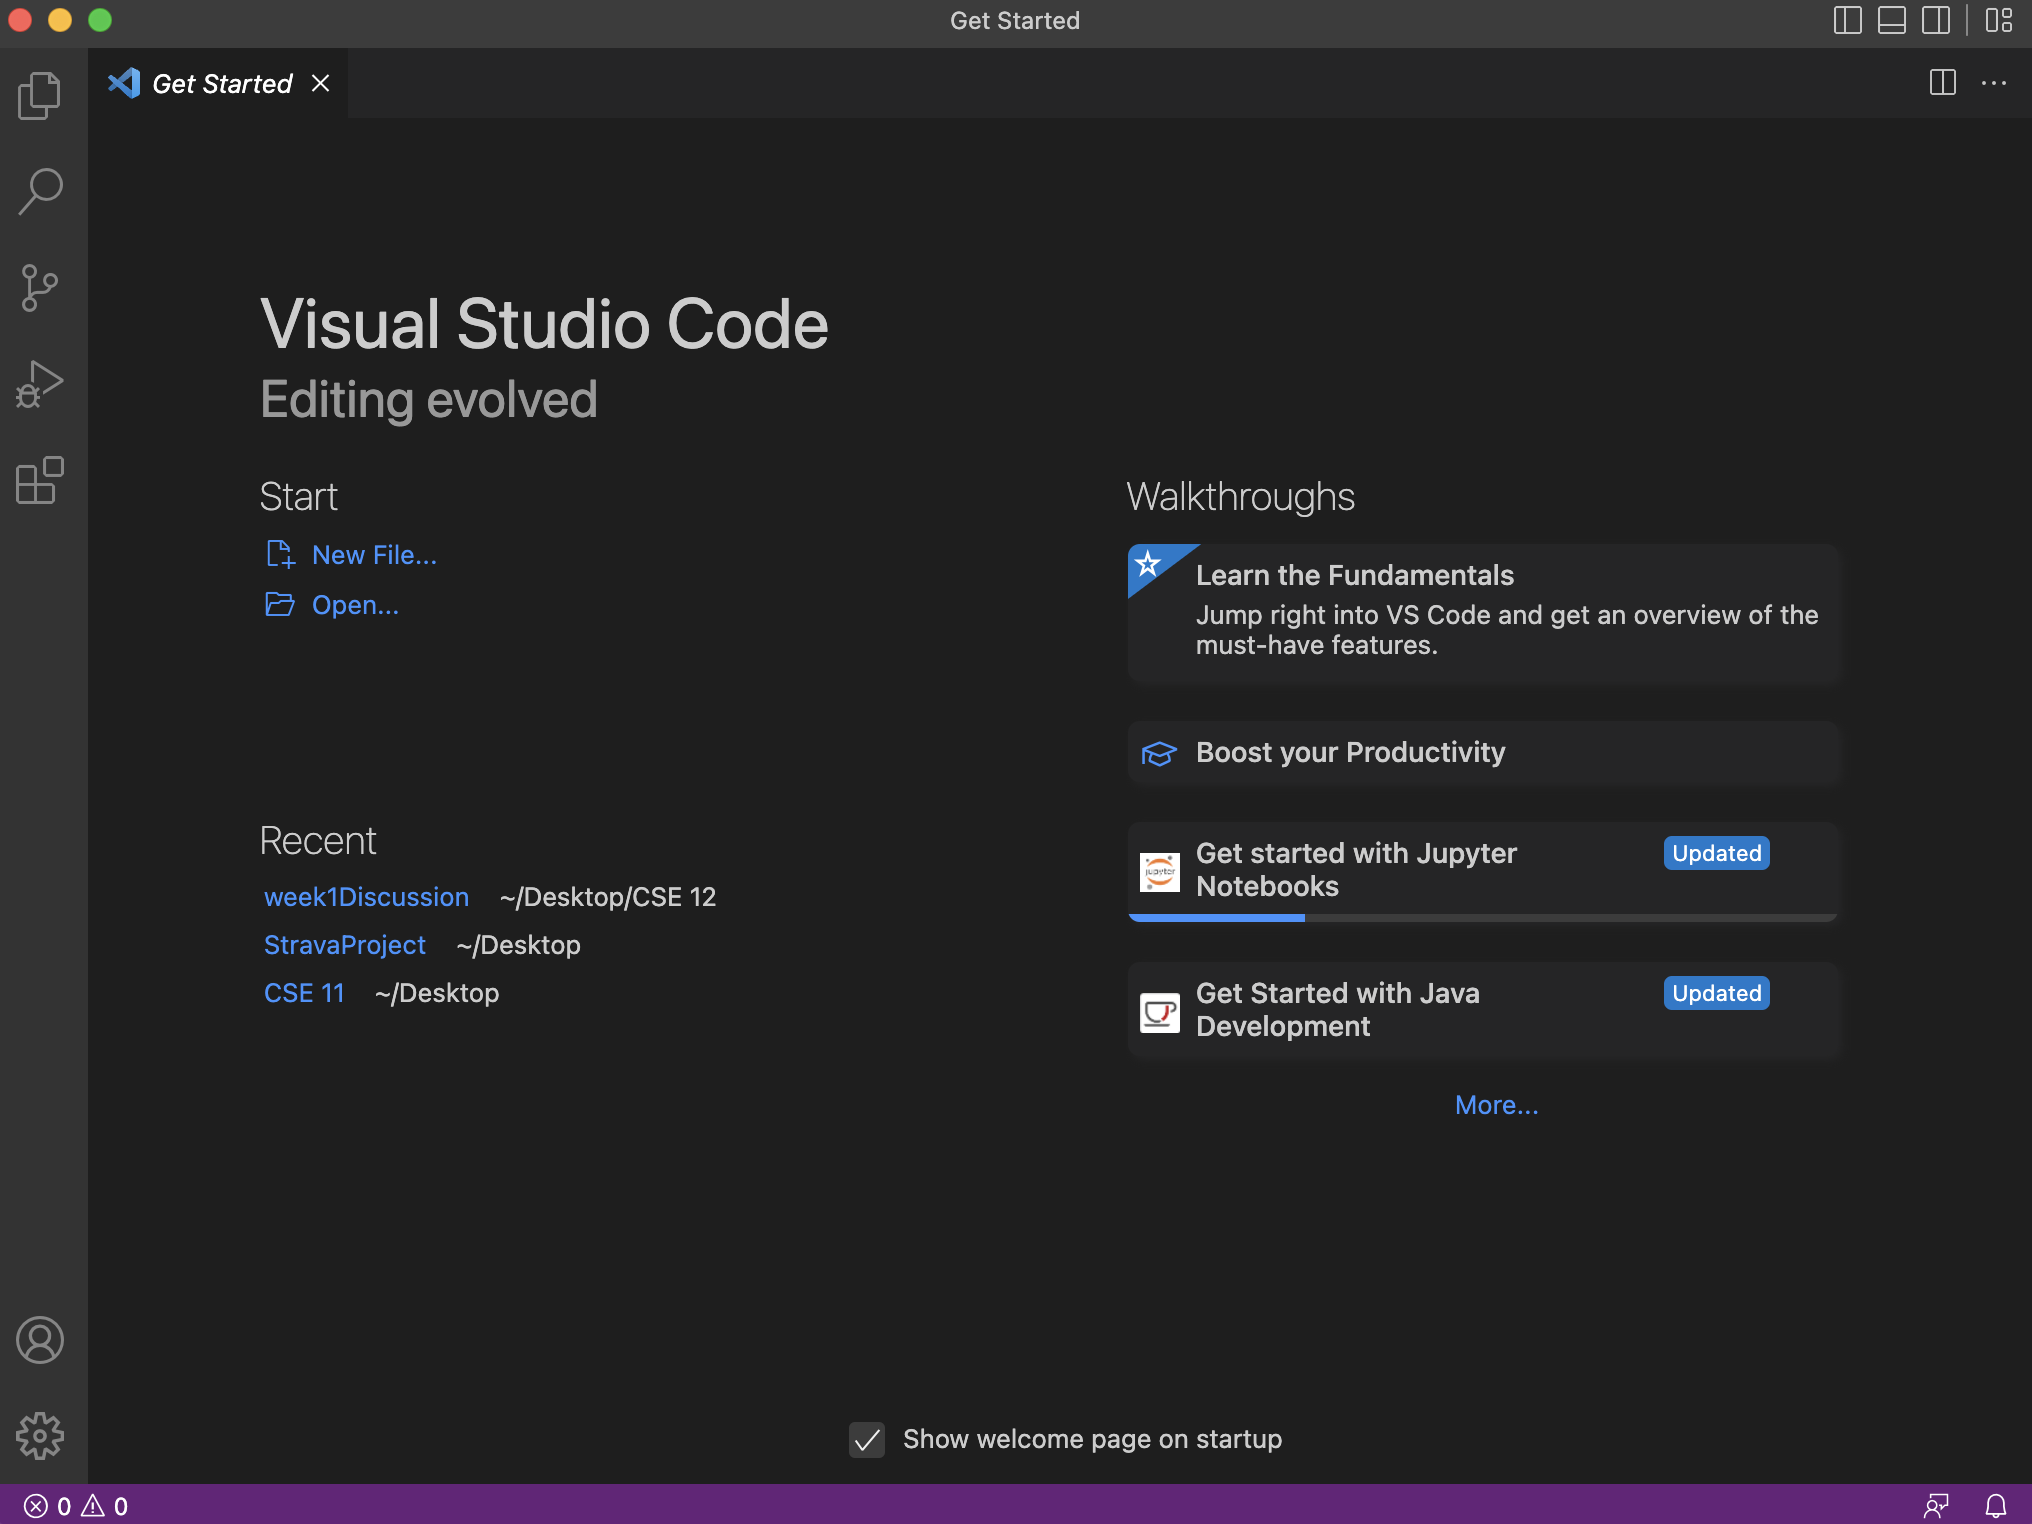 Get Started
Get Started
Visual Studio Code
Editing evolved
Start
New File...
Open...
Recent
week1Discussion ~/Desktop/CSE 12
StravaProject ~/Desktop
CSE 11 ~/Desktop
Walkthroughs
Learn the Fundamentals
Jump right into VS Code and get an overview of the
must-have features.
Boost your Productivity
jupyter
Get started with Jupyter
Notebooks
Updated
Get Started with Java
Development
Updated
More...
Show welcome page on startup
0 0